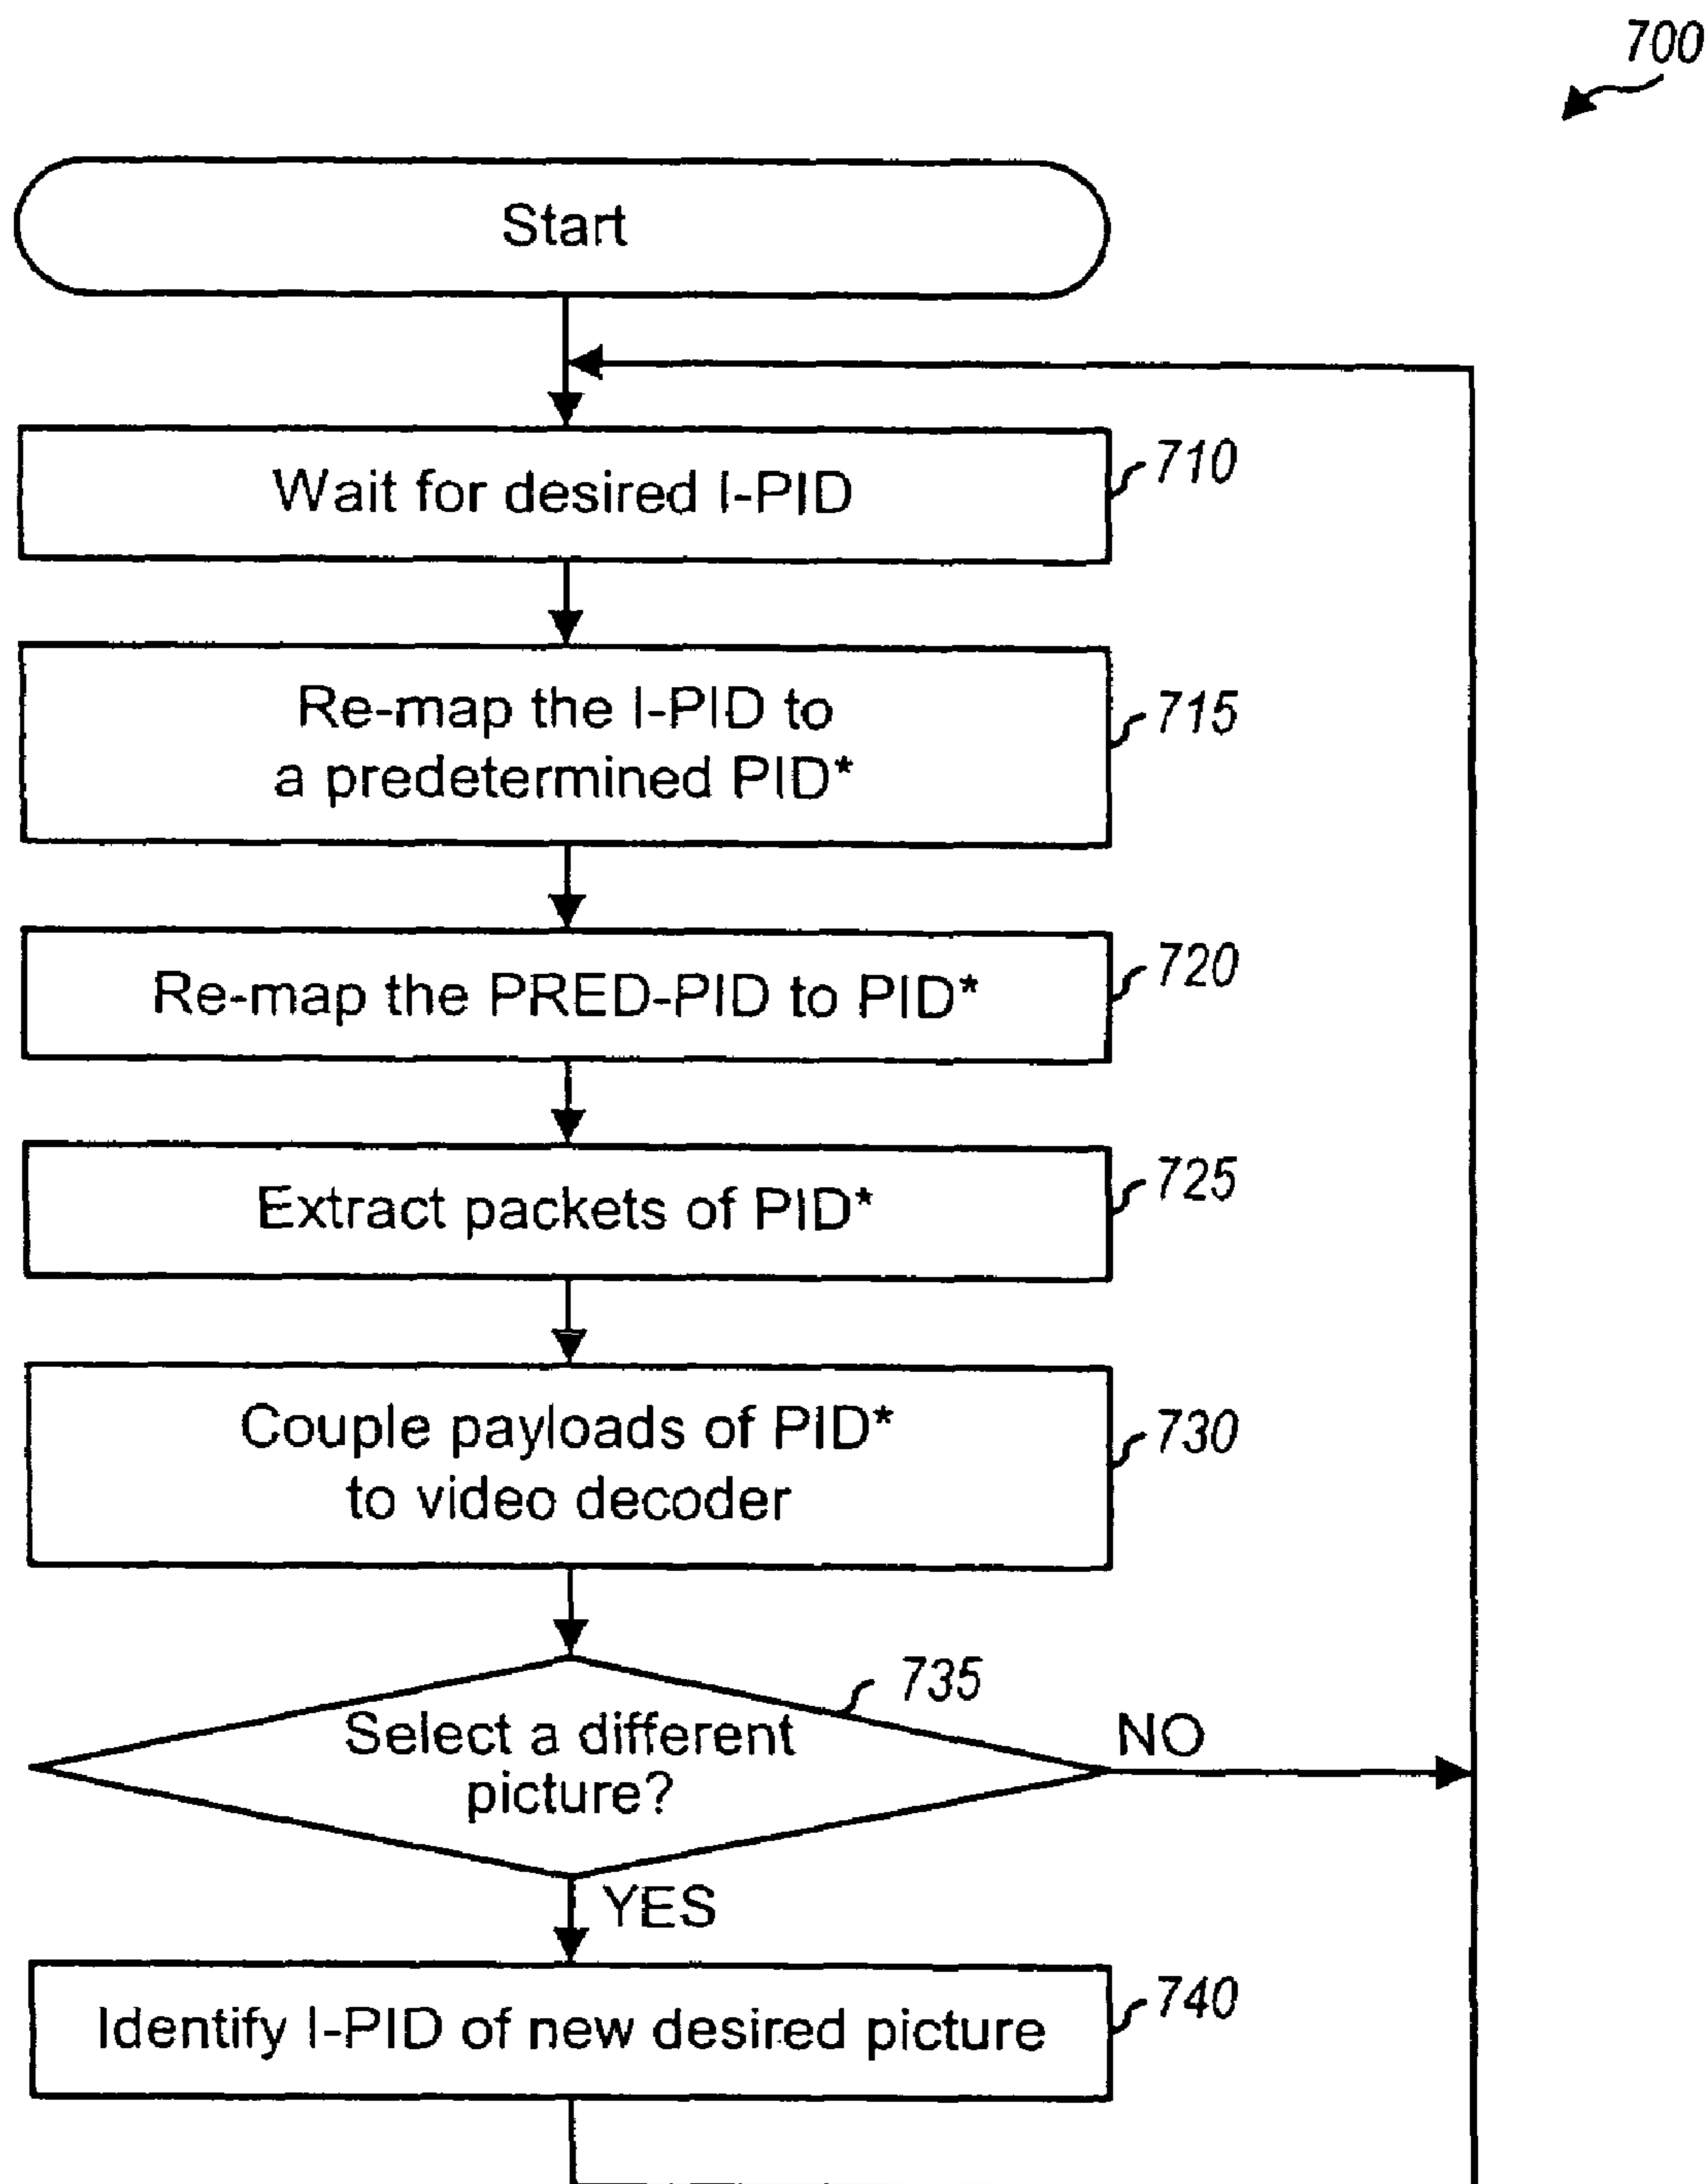 700
Start
Wait for desired I-PID
710
Re-map the I-PID to
a predetermined PID*
715
Re-map the PRED-PID to PID*
720
Extract packets of PID*
725
Couple payloads of PID*
to video decoder
730
735
Select a different
picture?
NO
YES
Identify I-PID of new desired picture
740